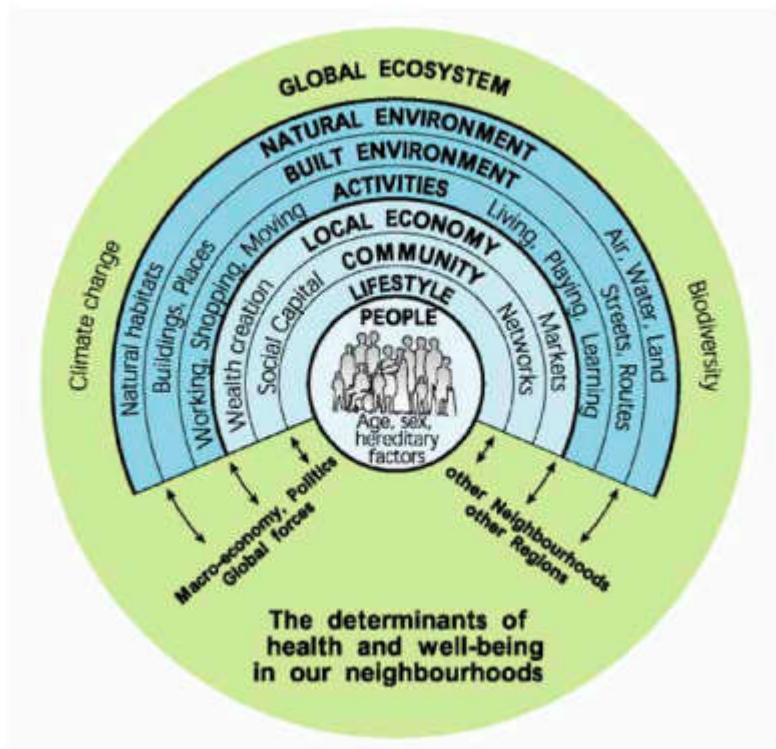 GLOBAL ECOSYSTEM
NATURAL ENVIRONMENT
BUILT ENVIRONMENT
ACTIVITIES
LOCAL ECONOMY
COMMUNITY
LIFESTYLE
PEOPLE
Age, sex,
hereditary
factors
Climate change
Natural habitats
Buildings, Places
Working, Shopping, Moving
Wealth creation
Social Capital
Networks
Markets
Living, Playing, Learning
Streets, Routes
Air, Water, Land
Biodiversity
Macro-economy, Politics
Global forces
other Neighbourhoods
other Regions
The determinants of
health and well-being
in our neighbourhoods